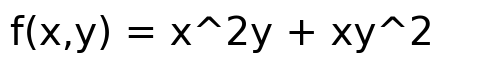 f(x,y) = x^2y + xy^2